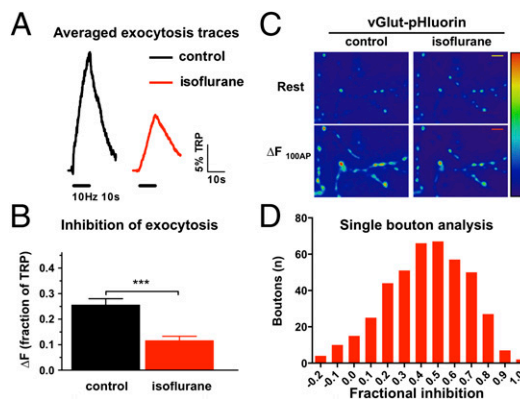 A
Averaged exocytosis traces
control
isoflurane
5% TRP
10s
10Hz 10s
B
Inhibition of exocytosis
ΔF (fraction of TRP)
0.4
0.3
0.2
0.1
0.0
***
control
isoflurane
C
vGlut-pHluorin
control
isoflurane
Rest
ΔF 100AP
D
Single bouton analysis
Boutons (n)
80
60
40
20
0
-0.2 -0.1 0.0 0.1 0.2 0.3 0.4 0.5 0.6 0.7 0.8 0.9 1.0
Fractional inhibition